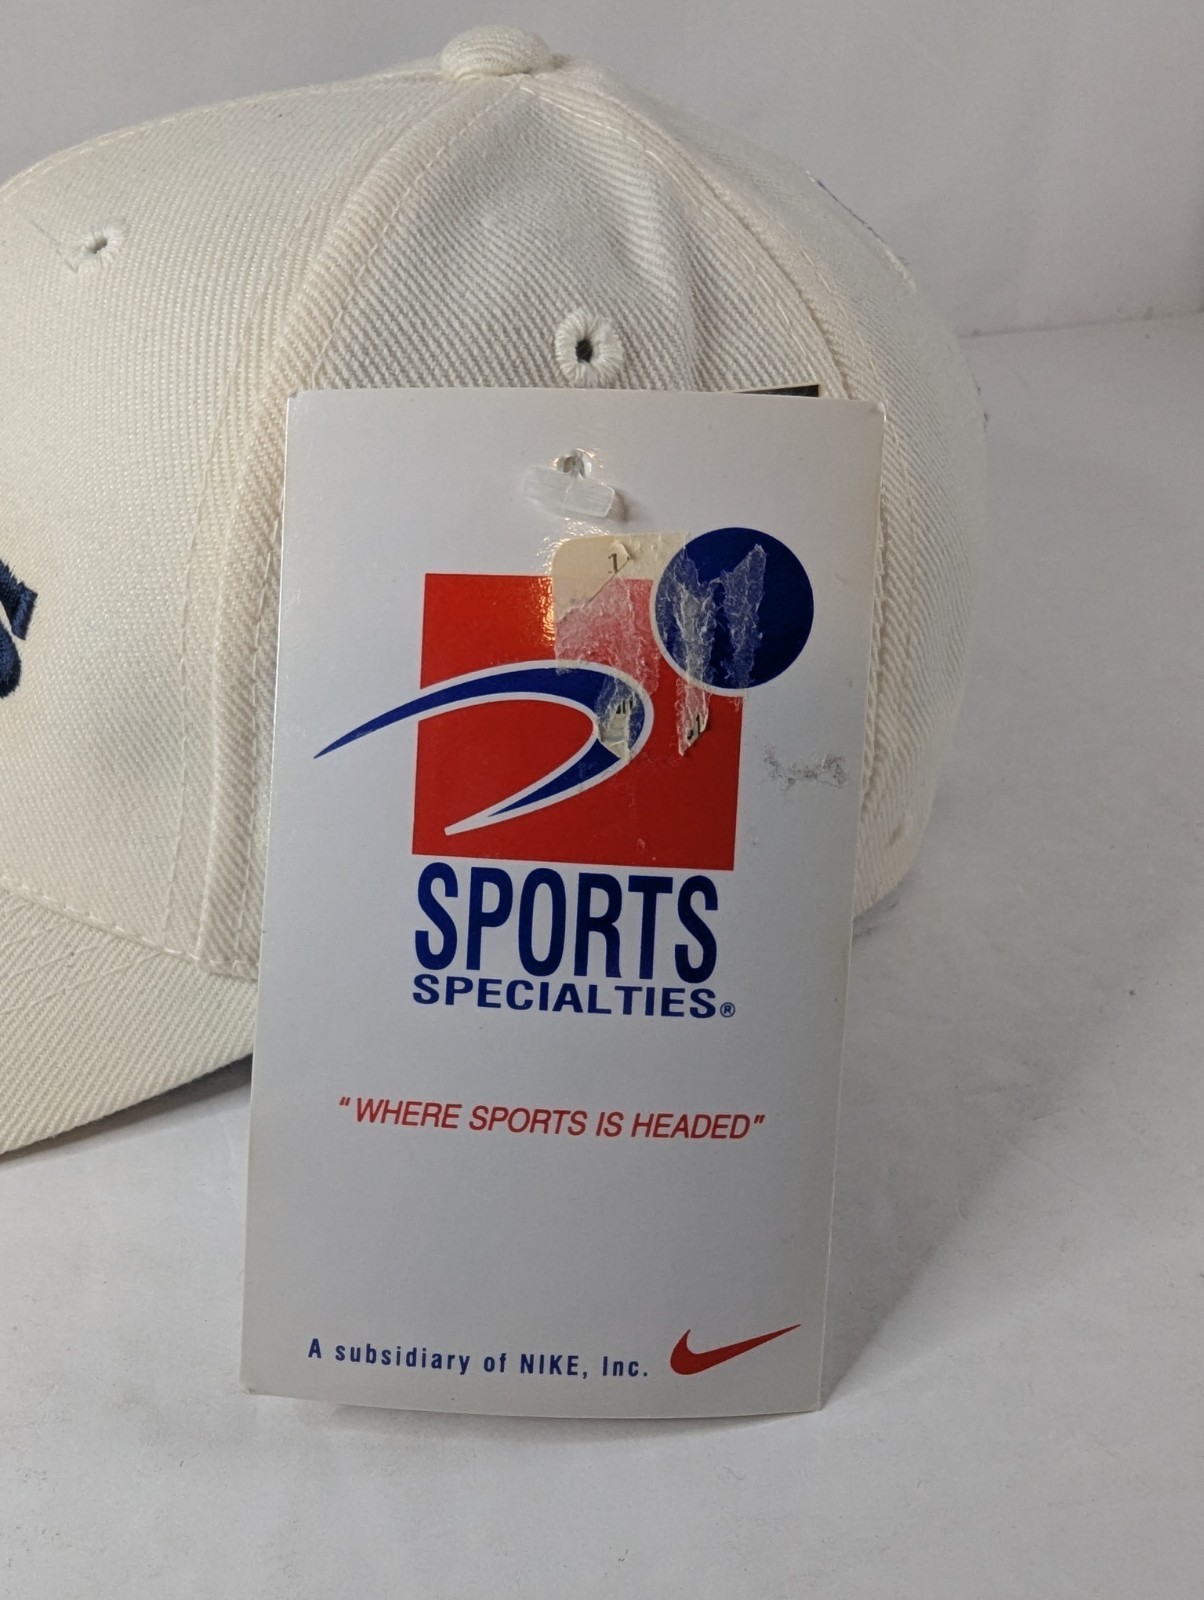 SPORTS
SPECIALTIES®
"WHERE SPORTS IS HEADED"
A subsidiary of NIKE, Inc.